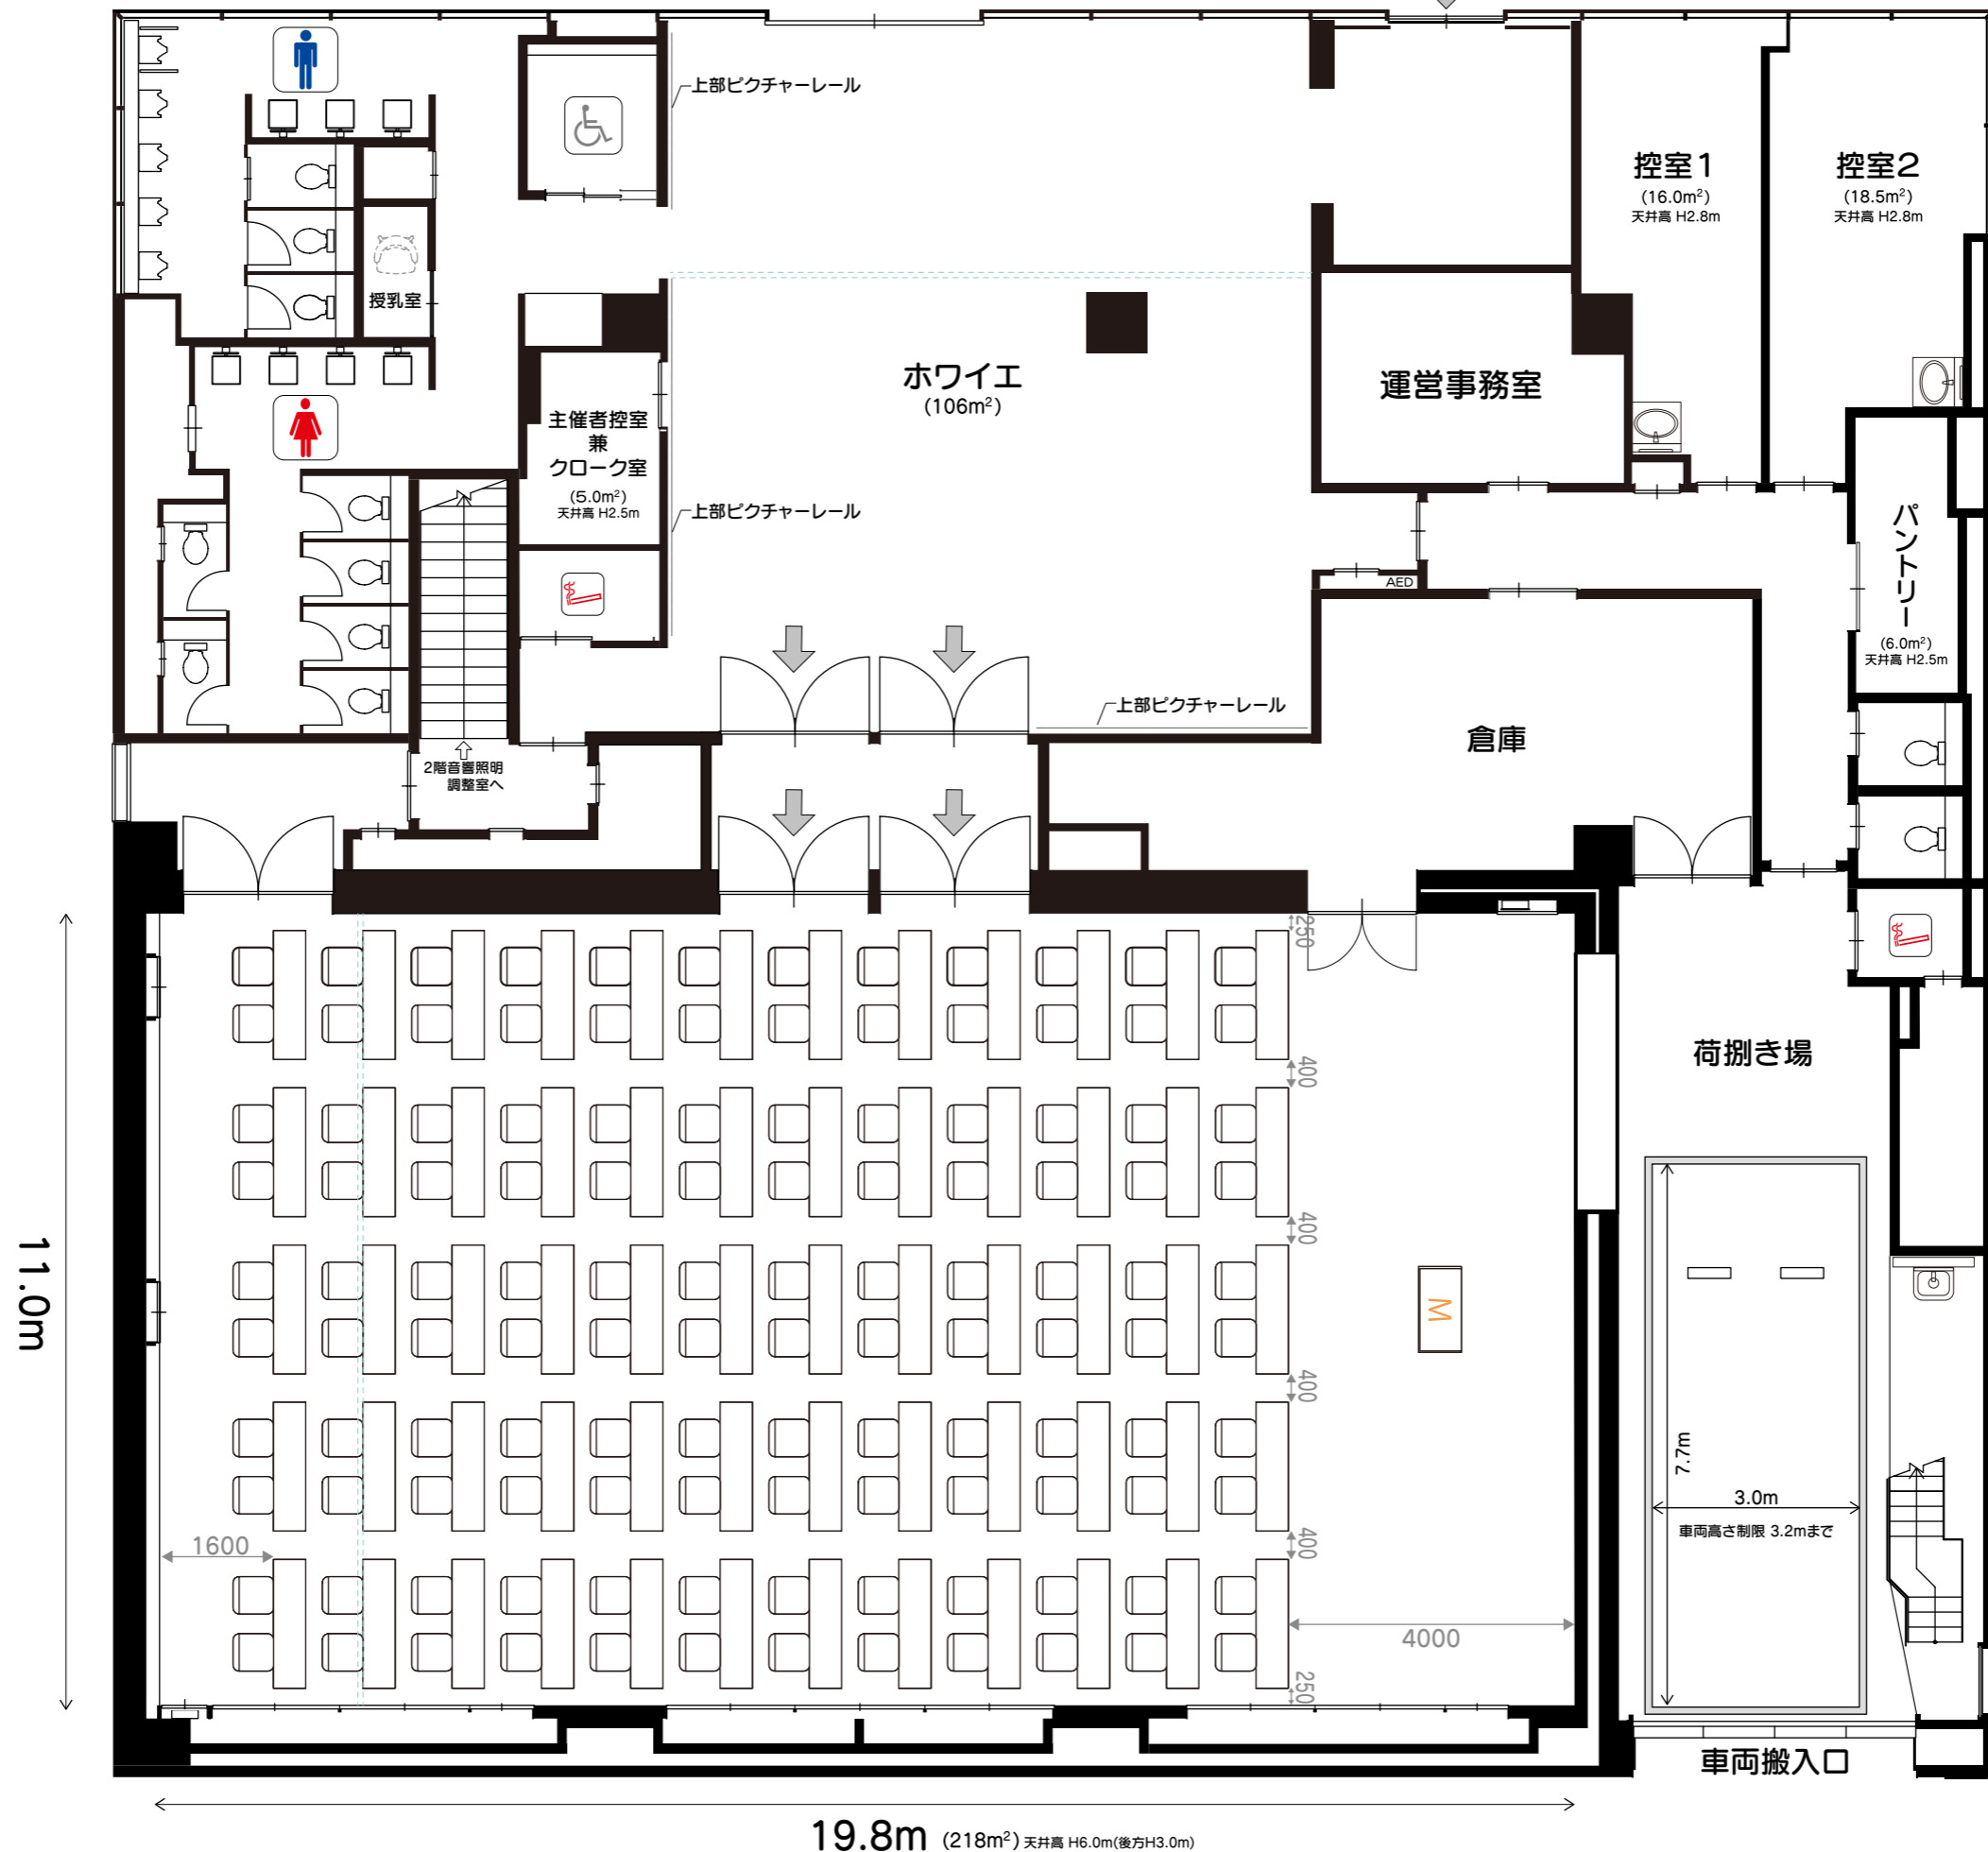 上部ピクチャーレール
控室1
(16.0m²)
天井高 H2.8m
控室2
(18.5m²)
天井高 H2.8m
授乳室
ホワイエ
(106m²)
運営事務室
主催者控室
兼
クローク室
(5.0m²)
天井高 H2.5m
上部ピクチャーレール
パントリー
(6.0m²)
天井高 H2.5m
AED
上部ピクチャーレール
倉庫
2階音響照明
調整室へ
250
400
荷捌き場
400
11.0m
M
400
7.7m
3.0m
車両高さ制限 3.2mまで
400
1600
4000
250
車両搬入口
19.8m (218m²) 天井高 H6.0m(後方H3.0m)